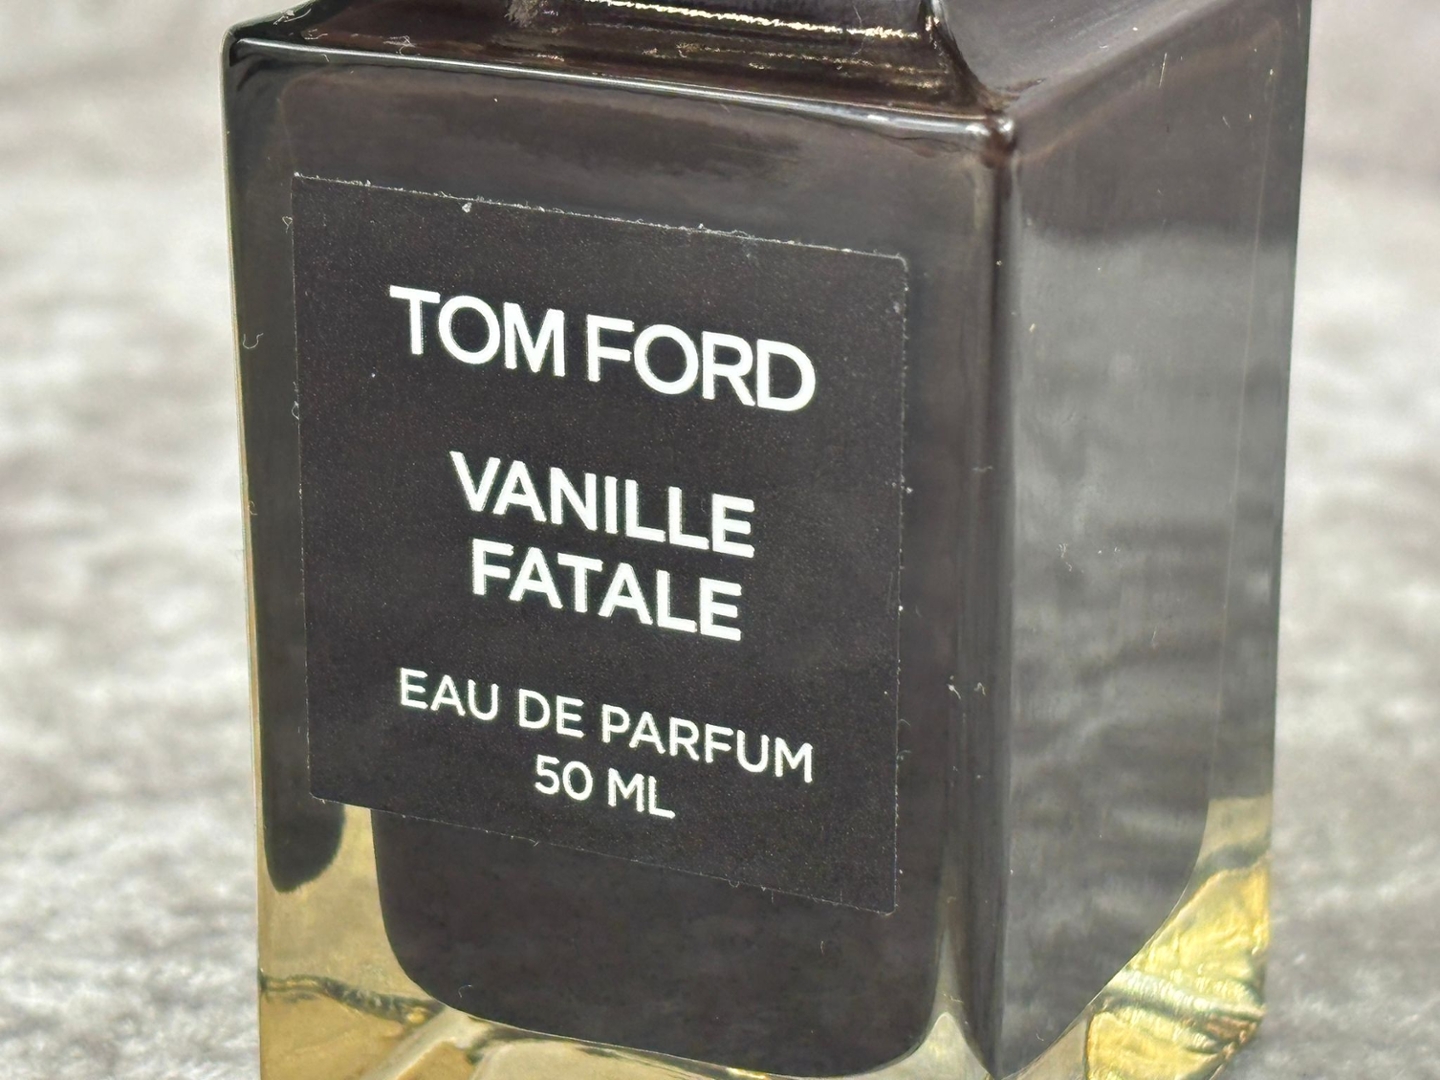 TOM FORD
VANILLE
FATALE
EAU DE PARFUM
50 ML